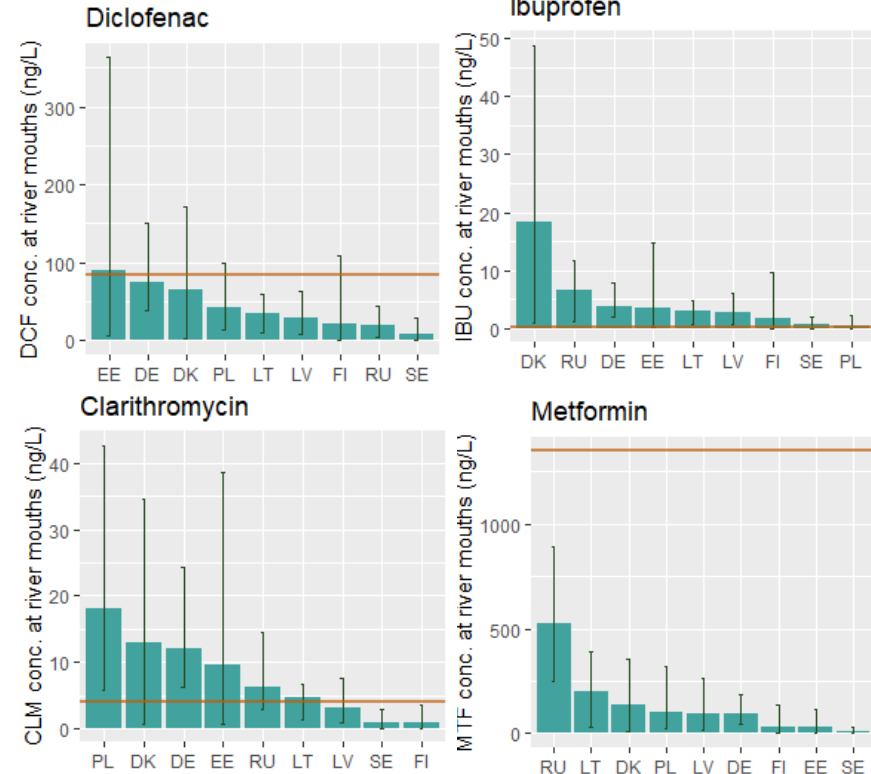 Diclofenac
DCF conc. at river mouths (ng/L)
300
200
100
0
EE DE DK PL LT LV FI RU SE
Ibuprofen
IBU conc. at river mouths (ng/L)
50
40
30
20
10
0
DK RU DE EE LT LV FI SE PL
Clarithromycin
CLM conc. at river mouths (ng/L)
40
30
20
10
0
PL DK DE EE RU LT LV SE FI
Metformin
MTF conc. at river mouths (ng/L)
1000
500
0
RU LT DK PL LV DE FI EE SE